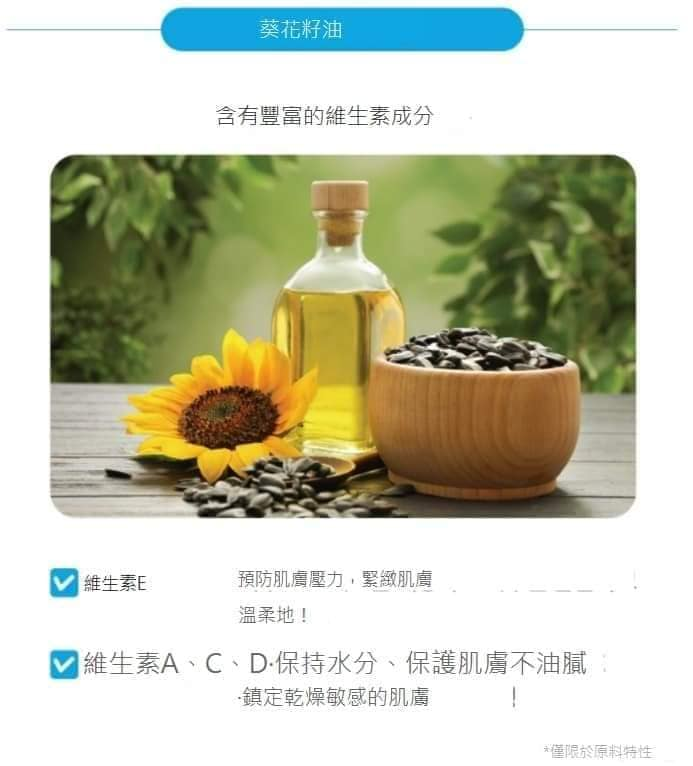 葵花籽油
含有豐富的維生素成分
維生素E 預防肌膚壓力，緊緻肌膚
溫柔地！
維生素A、C、D·保持水分、保護肌膚不油膩
·鎮定乾燥敏感的肌膚
*僅限於原料特性